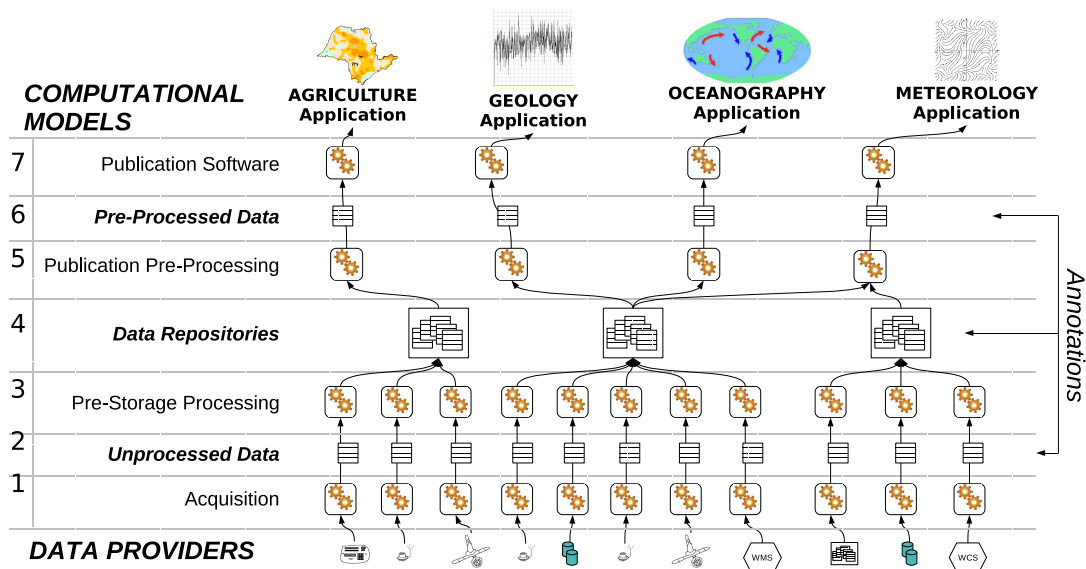 COMPUTATIONAL
MODELS
AGRICULTURE
Application
GEOLOGY
Application
OCEANOGRAPHY
Application
METEOROLOGY
Application
7 Publication Software
6 Pre-Processed Data
5 Publication Pre-Processing
4 Data Repositories
3 Pre-Storage Processing
2 Unprocessed Data
1 Acquisition
DATA PROVIDERS
WMS
WCS
Annotations